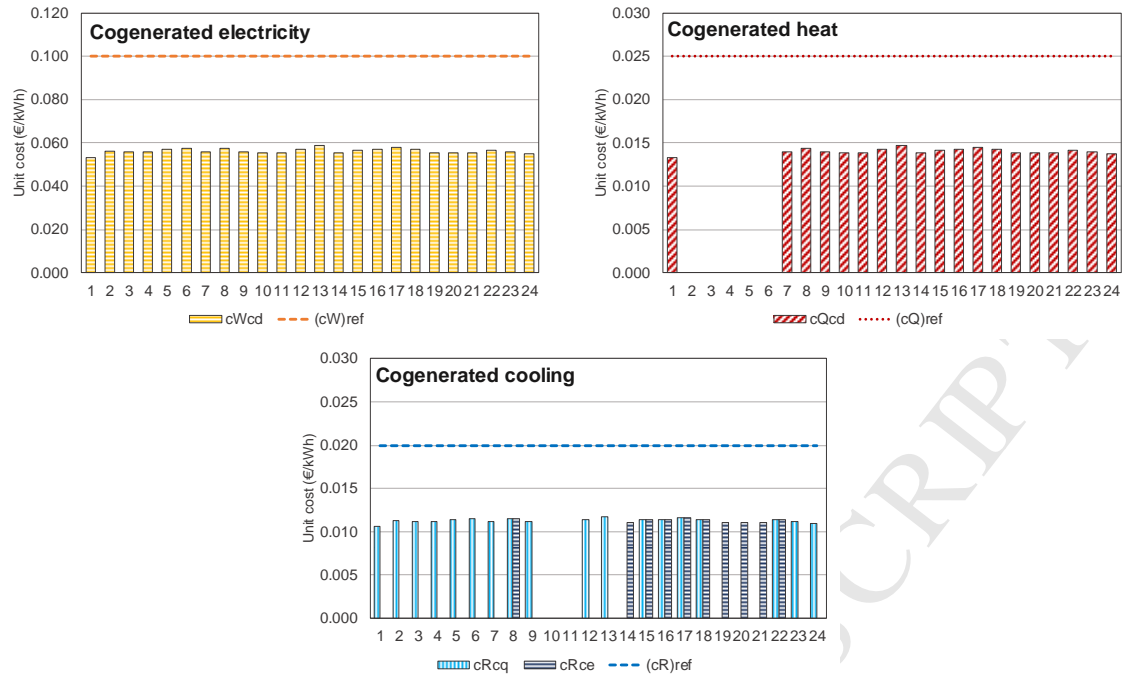 Cogenerated electricity
Unit cost (€/kWh)
0.120
0.100
0.080
0.060
0.040
0.020
0.000
1 2 3 4 5 6 7 8 9 10 11 12 13 14 15 16 17 18 19 20 21 22 23 24
cWcd (cW)ref
Cogenerated heat
Unit cost (€/kWh)
0.030
0.025
0.020
0.015
0.010
0.005
0.000
1 2 3 4 5 6 7 8 9 10 11 12 13 14 15 16 17 18 19 20 21 22 23 24
cQcd (cQ)ref
Cogenerated cooling
Unit cost (€/kWh)
0.030
0.025
0.020
0.015
0.010
0.005
0.000
1 2 3 4 5 6 7 8 9 10 11 12 13 14 15 16 17 18 19 20 21 22 23 24
cRcq cRce (cR)ref
CRIPT